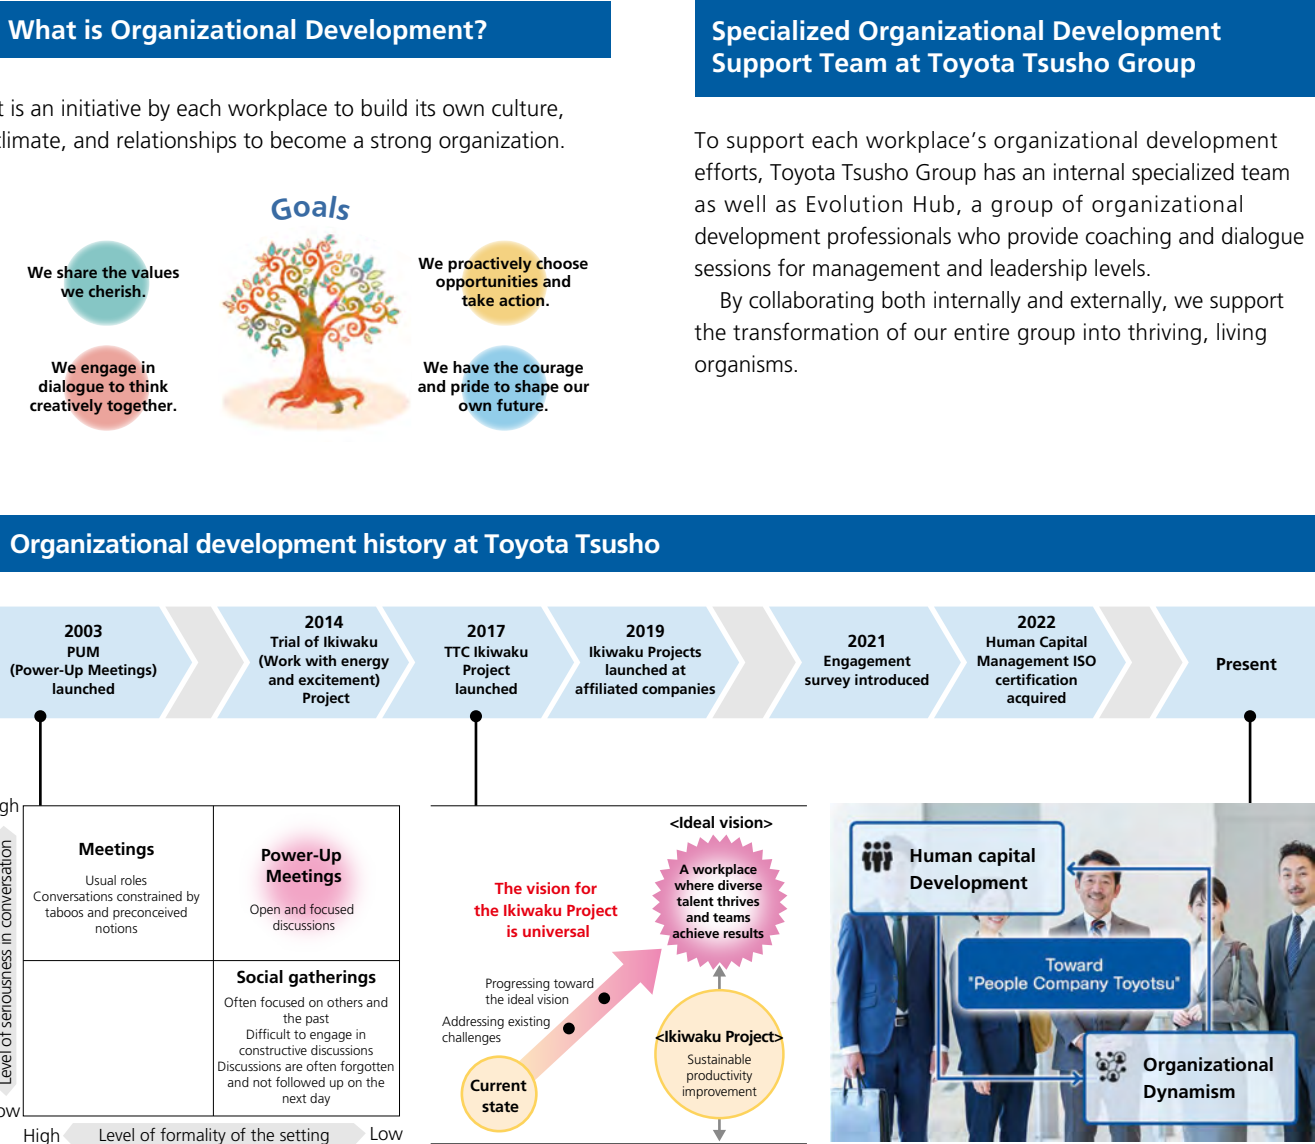 What is Organizational Development?
t is an initiative by each workplace to build its own culture,
climate, and relationships to become a strong organization.
Goals
We share the values
we cherish.
We proactively choose
opportunities and
take action.
We engage in
dialogue to think
creatively together.
We have the courage
and pride to shape our
own future.
Specialized Organizational Development
Support Team at Toyota Tsusho Group
To support each workplace's organizational development
efforts, Toyota Tsusho Group has an internal specialized team
as well as Evolution Hub, a group of organizational
development professionals who provide coaching and dialogue
sessions for management and leadership levels.
By collaborating both internally and externally, we support
the transformation of our entire group into thriving, living
organisms.
Organizational development history at Toyota Tsusho
2003
PUM
(Power-Up Meetings)
launched
2014
Trial of Ikiwaku
(Work with energy
and excitement)
Project
2017
TTC Ikiwaku
Project
launched
2019
Ikiwaku Projects
launched at
affiliated companies
2021
Engagement
survey introduced
2022
Human Capital
Management ISO
certification
acquired
Present
gh
Level of seriousness in conversation
ow
Meetings
Usual roles
Conversations constrained by
taboos and preconceived
notions
Power-Up
Meetings
Open and focused
discussions
Social gatherings
Often focused on others and
the past
Difficult to engage in
constructive discussions
Discussions are often forgotten
and not followed up on the
next day
High
Level of formality of the setting
Low
The vision for
the Ikiwaku Project
is universal
<Ideal vision>
A workplace
where diverse
talent thrives
and teams
achieve results
Progressing toward
the ideal vision
Addressing existing
challenges
Current
state
<Ikiwaku Project>
Sustainable
productivity
improvement
Human capital
Development
Toward
"People Company Toyotsu"
Organizational
Dynamism